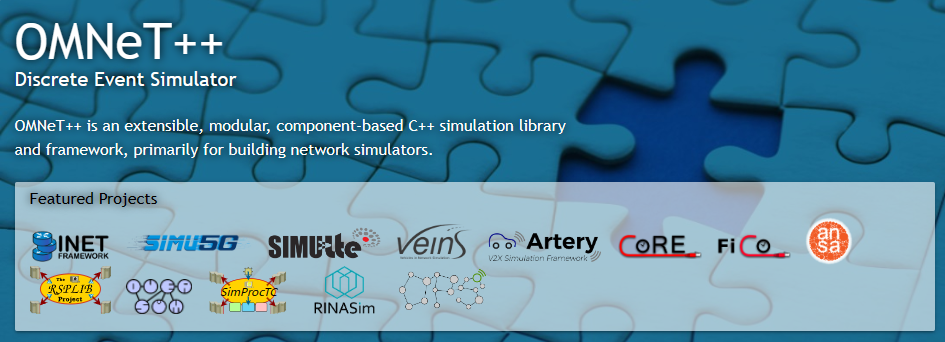 OMNeT++
Discrete Event Simulator
OMNeT++ is an extensible, modular, component-based C++ simulation library
and framework, primarily for building network simulators.
Featured Projects
INET
FRAMEWORK
SIMU5G
SIMUlte
veins
Artery
V2X Simulation Framework
CoRE
FiCo
an
sa
The
RSPLIB
Project
OVER
SIM
SimProcTC
RINASim